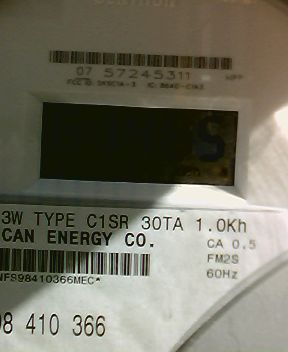 07 57245311
S
3W TYPE C1SR 30TA 1.0Kh
CAN ENERGY CO.
CA 0.5
FM2S
NFS98410366MEC*
60Hz
98 410 366